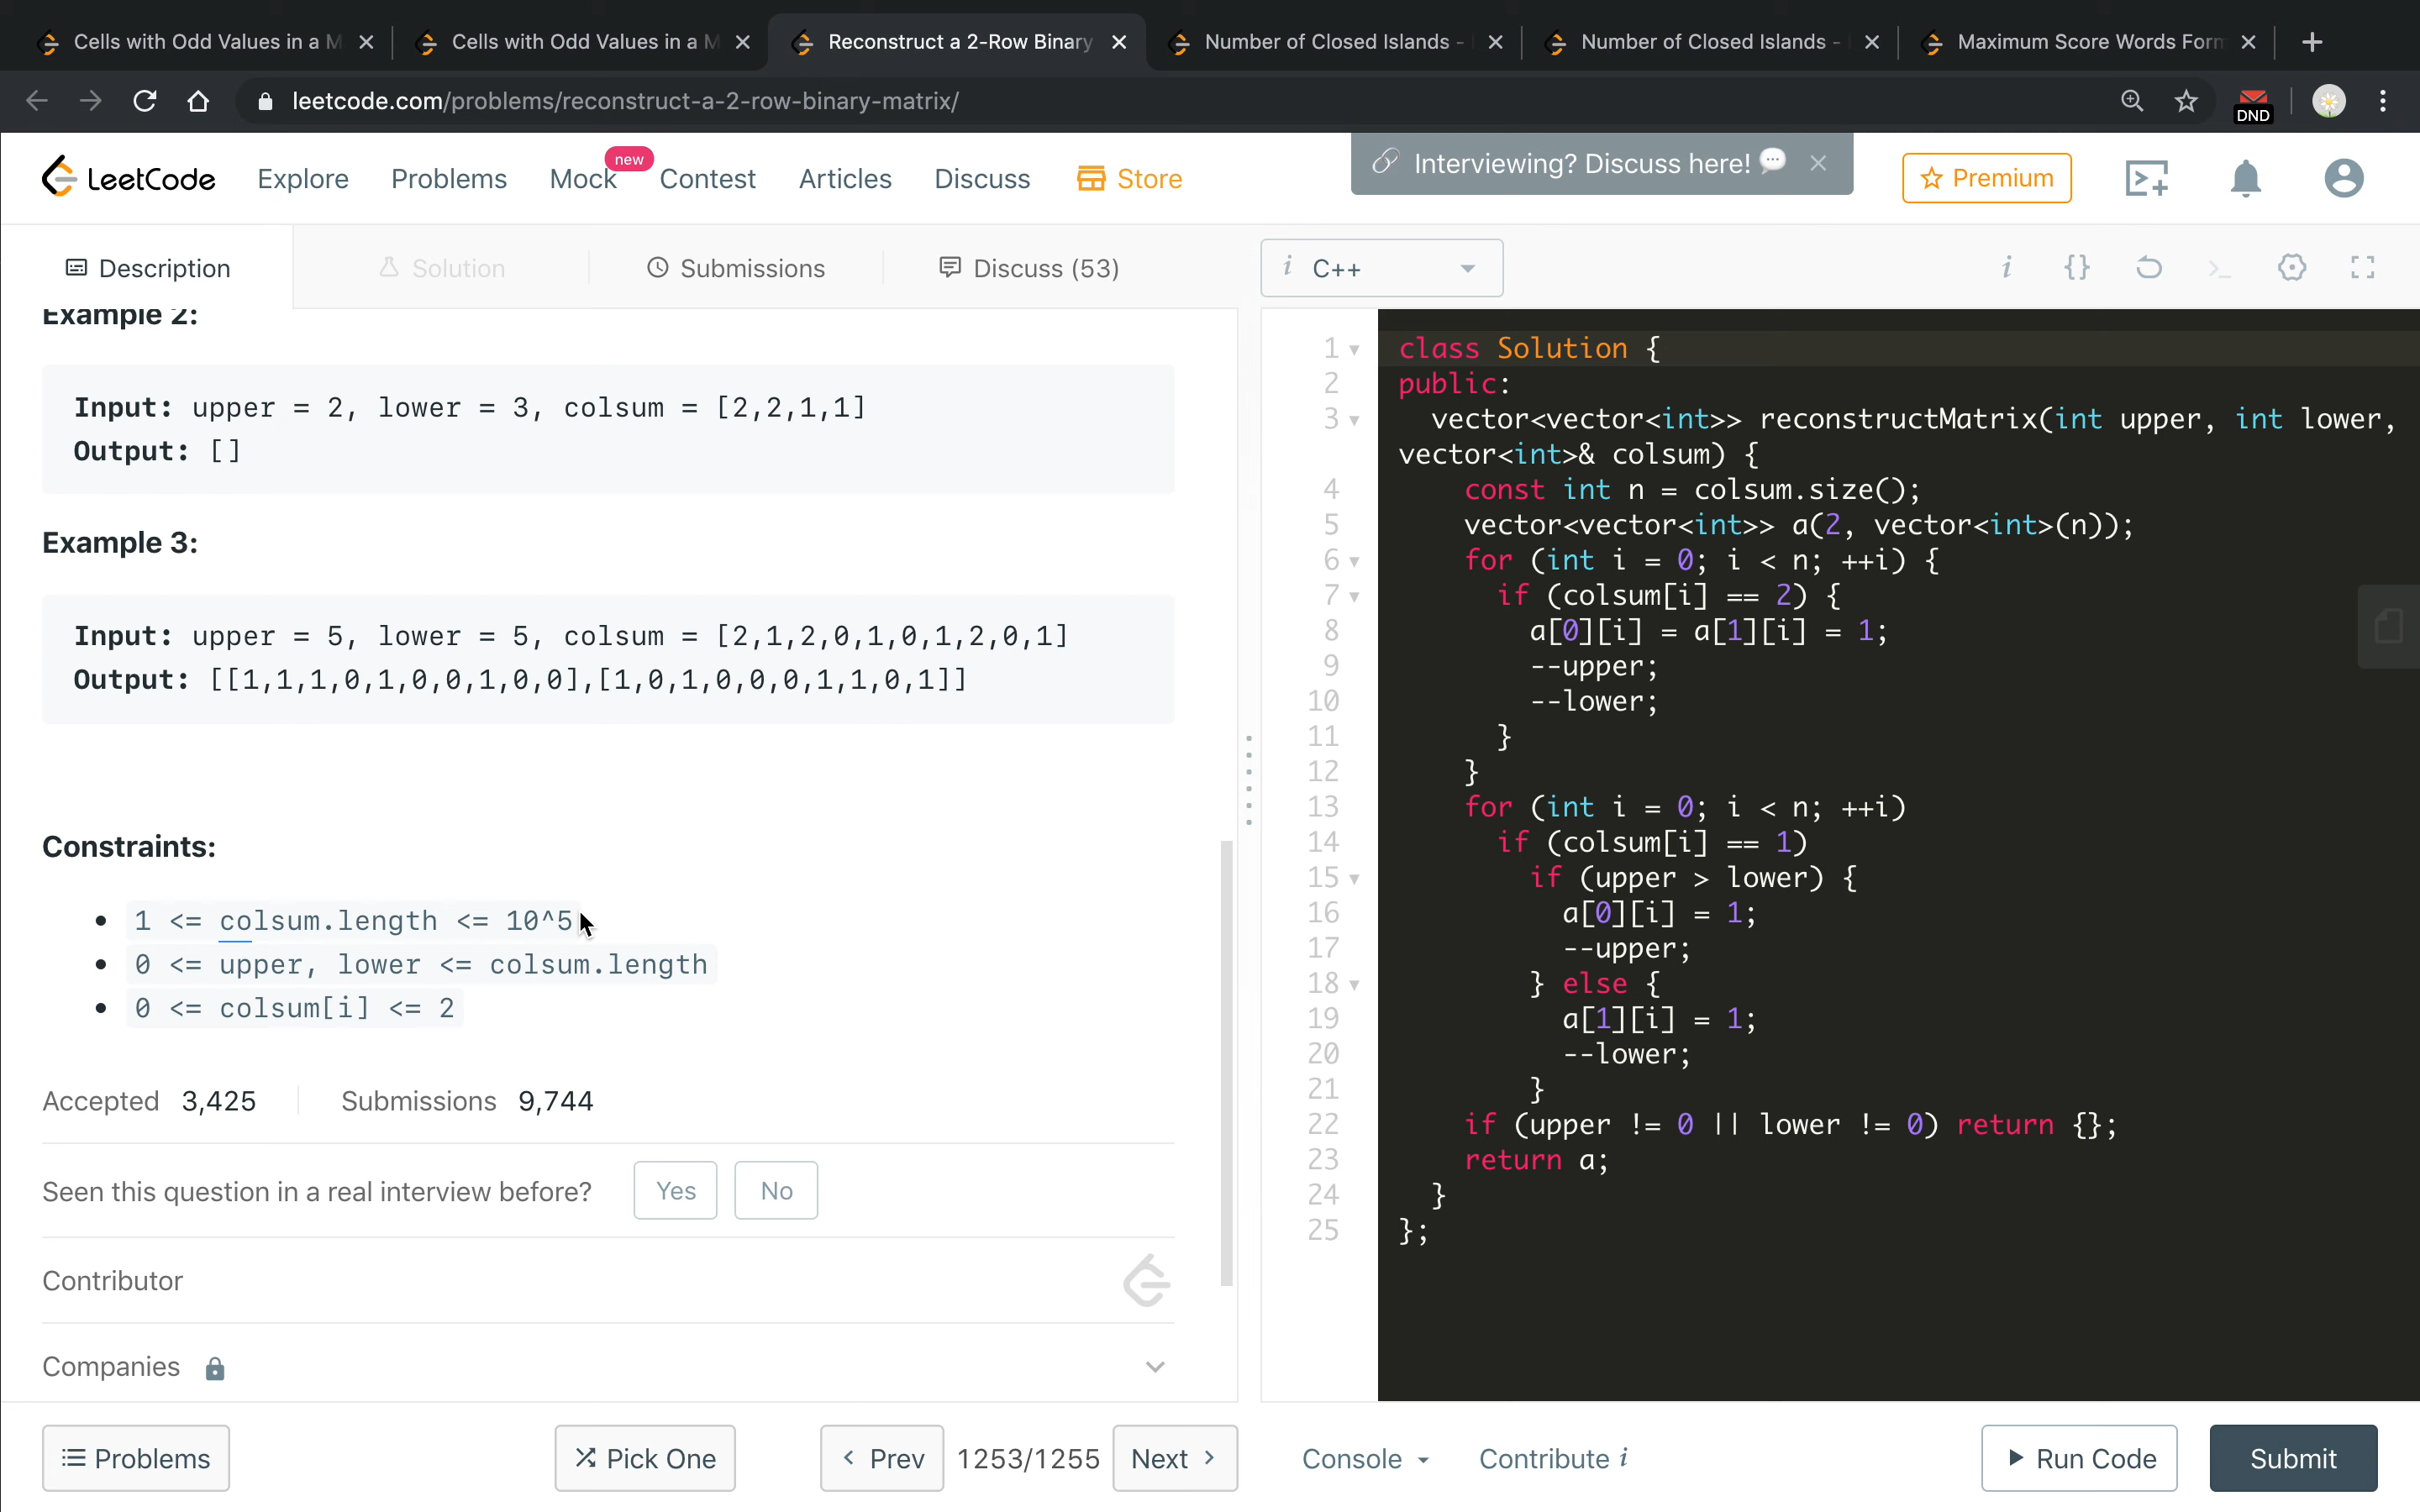 Cells with Odd Values in a M
Cells with Odd Values in a M
Reconstruct a 2-Row Binary
Number of Closed Islands -
Number of Closed Islands -
Maximum Score Words Form
leetcode.com/problems/reconstruct-a-2-row-binary-matrix/
DND
LeetCode
Explore
Problems
Mock
new
Contest
Articles
Discuss
Store
Interviewing? Discuss here!
Premium
Description
Solution
Submissions
Discuss (53)
i C++
Example 2:
Input: upper = 2, lower = 3, colsum = [2,2,1,1]
Output: []
Example 3:
Input: upper = 5, lower = 5, colsum = [2,1,2,0,1,0,1,2,0,1]
Output: [[1,1,1,0,1,0,0,1,0,0],[1,0,1,0,0,0,1,1,0,1]]
Constraints:
1 <= colsum.length <= 10^5
0 <= upper, lower <= colsum.length
0 <= colsum[i] <= 2
Accepted 3,425
Submissions 9,744
Seen this question in a real interview before?
Yes
No
Contributor
Companies
Problems
Pick One
Prev
1253/1255
Next
i {}
1 class Solution {
2 public:
3 vector<vector<int>> reconstructMatrix(int upper, int lower,
vector<int>& colsum) {
4 const int n = colsum.size();
5 vector<vector<int>> a(2, vector<int>(n));
6 for (int i = 0; i < n; ++i) {
7 if (colsum[i] == 2) {
8 a[0][i] = a[1][i] = 1;
9 --upper;
10 --lower;
11 }
12 }
13 for (int i = 0; i < n; ++i)
14 if (colsum[i] == 1)
15 if (upper > lower) {
16 a[0][i] = 1;
17 --upper;
18 } else {
19 a[1][i] = 1;
20 --lower;
21 }
22 if (upper != 0 || lower != 0) return {};
23 return a;
24 }
25 };
Console
Contribute i
Run Code
Submit